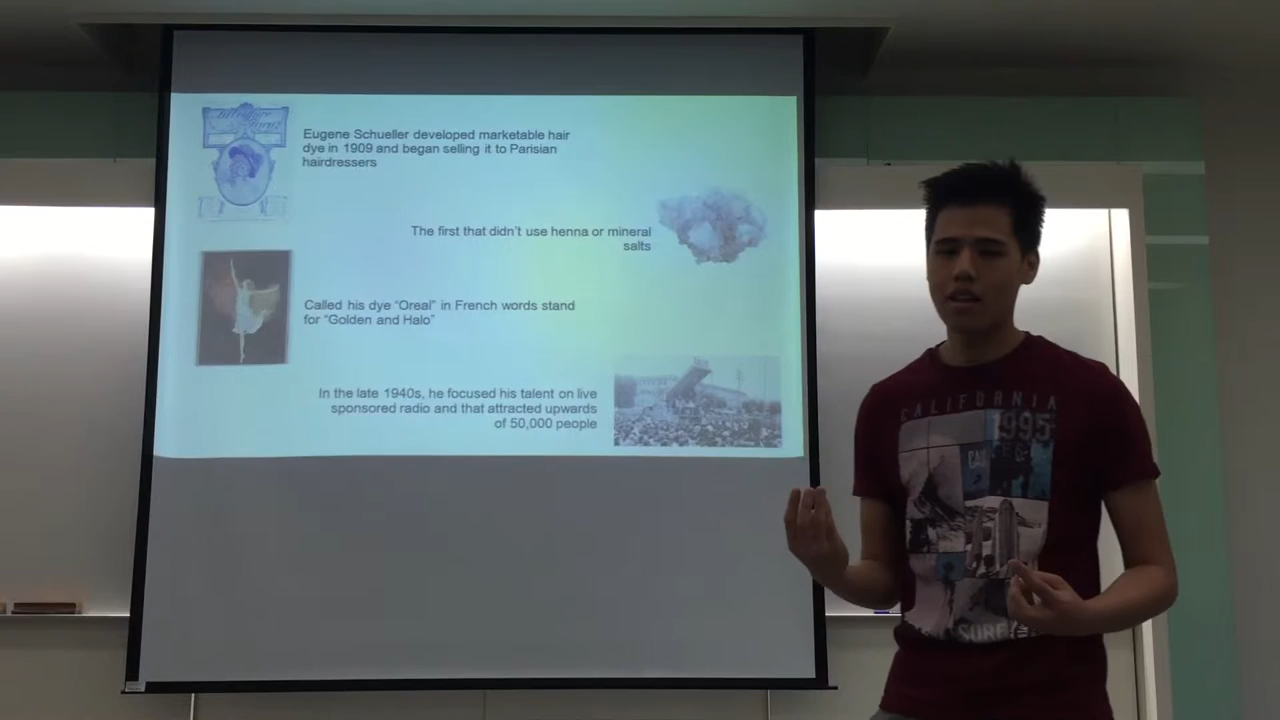 Eugene Schueller developed marketable hair
dye in 1909 and began selling it to Parisian
hairdressers
The first that didn't use henna or mineral
salts
Called his dye “Oreal” in French words stand
for “Golden and Halo”
In the late 1940s, he focused his talent on live
sponsored radio and that attracted upwards
of 50,000 people
CALIFORNIA
1995
SURF